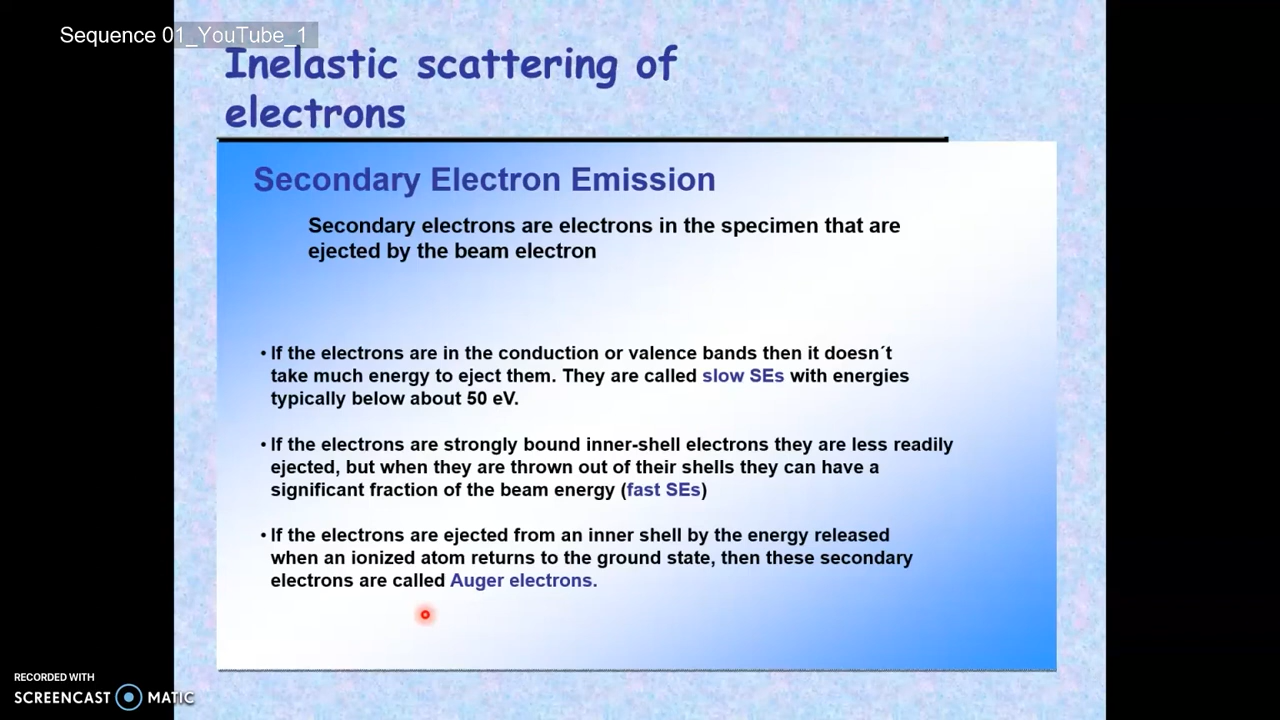 Sequence 01_YouTube_1
Inelastic scattering of
electrons
Secondary Electron Emission
Secondary electrons are electrons in the specimen that are
ejected by the beam electron
• If the electrons are in the conduction or valence bands then it doesn´t
take much energy to eject them. They are called slow SEs with energies
typically below about 50 eV.
• If the electrons are strongly bound inner-shell electrons they are less readily
ejected, but when they are thrown out of their shells they can have a
significant fraction of the beam energy (fast SEs)
• If the electrons are ejected from an inner shell by the energy released
when an ionized atom returns to the ground state, then these secondary
electrons are called Auger electrons.
RECORDED WITH
SCREENCAST MATIC